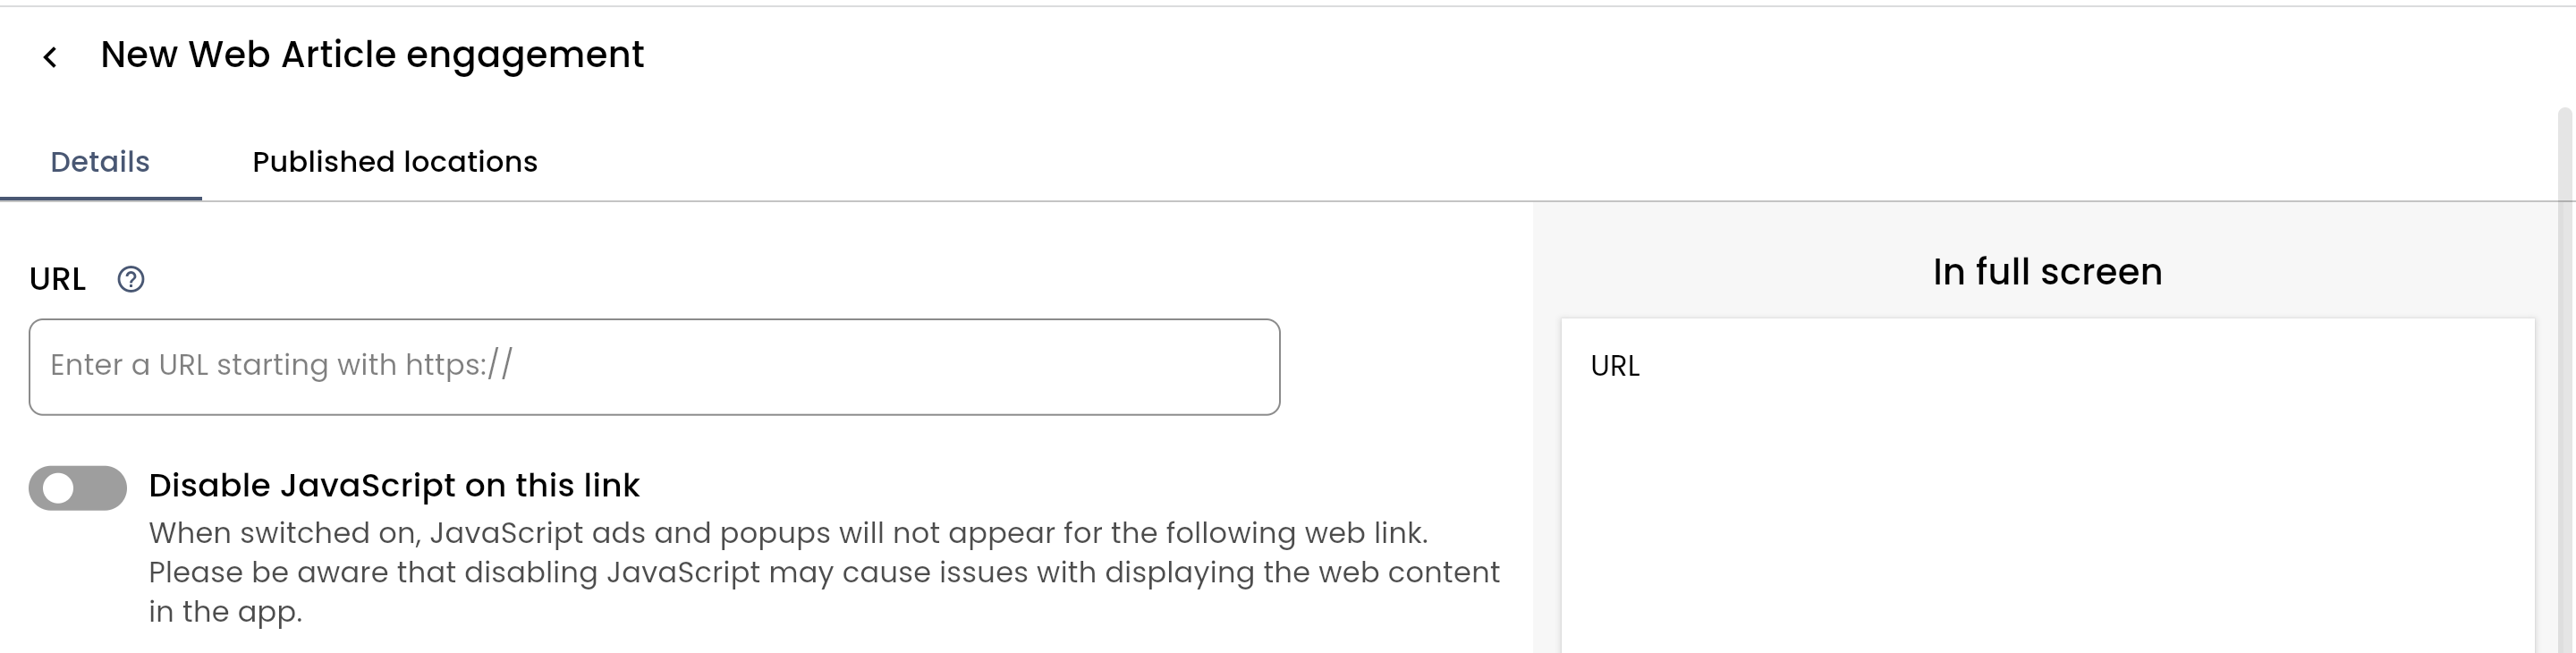 New Web Article engagement
Details
Published locations
URL
Enter a URL starting with https://
Disable JavaScript on this link
When switched on, JavaScript ads and popups will not appear for the following web link.
Please be aware that disabling JavaScript may cause issues with displaying the web content
in the app.
In full screen
URL